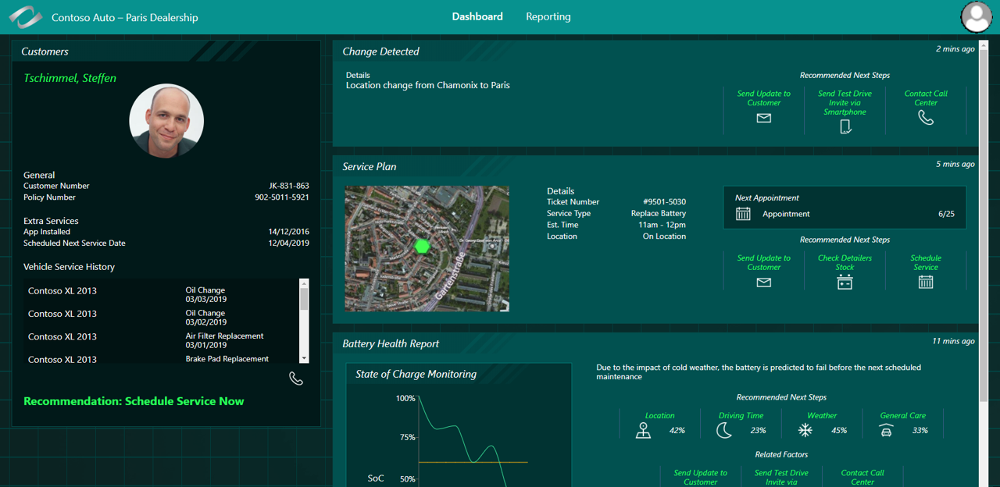 Contoso Auto – Paris Dealership
Dashboard
Reporting
Customers
Tschimmel, Steffen
General
Customer Number JK-831-863
Policy Number 902-5011-5921
Extra Services
App Installed 14/12/2016
Scheduled Next Service Date 12/04/2019
Vehicle Service History
Contoso XL 2013 Oil Change
03/03/2019
Contoso XL 2013 Oil Change
03/02/2019
Contoso XL 2013 Air Filter Replacement
03/01/2019
Contoso XL 2013 Brake Pad Replacement
Recommendation: Schedule Service Now
Change Detected
2 mins ago
Details
Location change from Chamonix to Paris
Recommended Next Steps
Send Update to
Customer
Send Test Drive
Invite via
Smartphone
Contact Call
Center
Service Plan
5 mins ago
Gartenstraße
Details
Ticket Number #9501-5030
Service Type Replace Battery
Est. Time 11am - 12pm
Location On Location
Next Appointment
Appointment 6/25
Recommended Next Steps
Send Update to
Customer
Check Detailers
Stock
Schedule
Service
Battery Health Report
11 mins ago
State of Charge Monitoring
100%
75%
SoC 50%
Due to the impact of cold weather, the battery is predicted to fail before the next scheduled
maintenance
Recommended Next Steps
Location
42%
Driving Time
23%
Weather
45%
General Care
33%
Related Factors
Send Update to
Customer
Send Test Drive
Invite via
Contact Call
Center